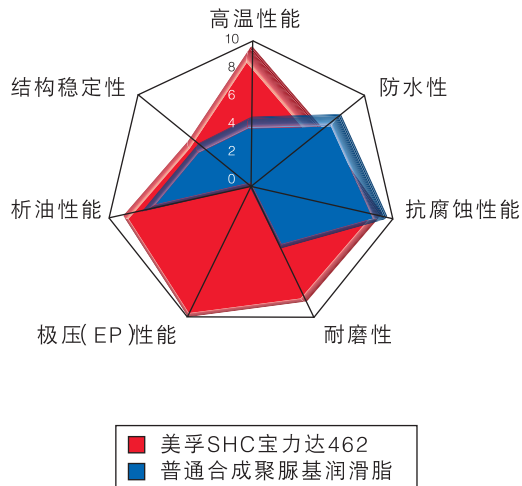 高温性能
10
8
6
4
2
0
结构稳定性
防水性
析油性能
抗腐蚀性能
极压(EP)性能
耐磨性
美孚SHC宝力达462
普通合成聚脲基润滑脂